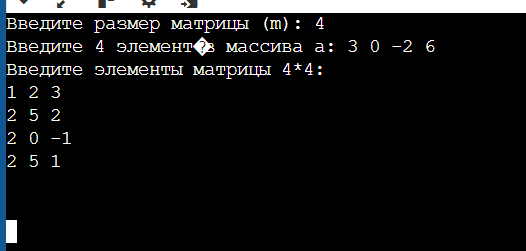 Введите размер матрицы (m): 4
Введите 4 элемент�в массива a: 3 0 -2 6
Введите элементы матрицы 4*4:
1 2 3
2 5 2
2 0 -1
2 5 1